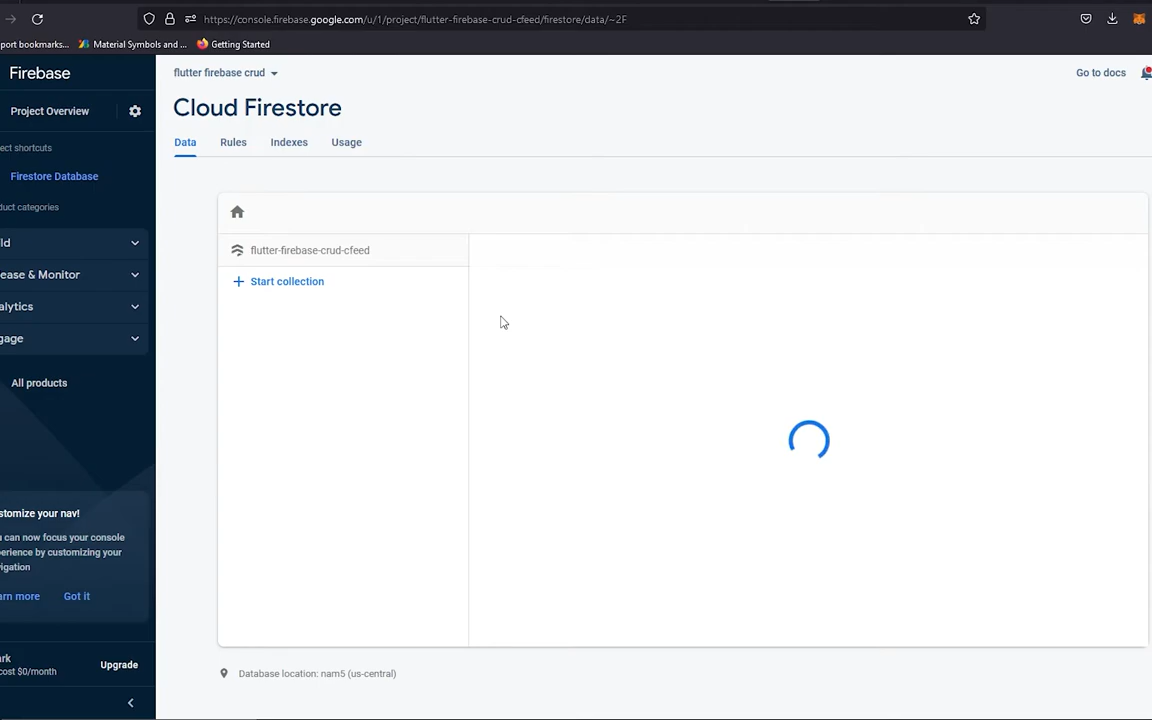 https://console.firebase.google.com/u/1/project/flutter-firebase-crud-cfeed/firestore/data/~2F
port bookmarks...
Material Symbols and ...
Getting Started
Firebase
flutter firebase crud
Go to docs
Project Overview
Cloud Firestore
ect shortcuts
Data
Rules
Indexes
Usage
Firestore Database
duct categories
ld
ease & Monitor
alytics
gage
All products
flutter-firebase-crud-cfeed
+ Start collection
stomize your nav!
u can now focus your console
perience by customizing your
vigation
arn more
Got it
ark
cost $0/month
Upgrade
Database location: nam5 (us-central)